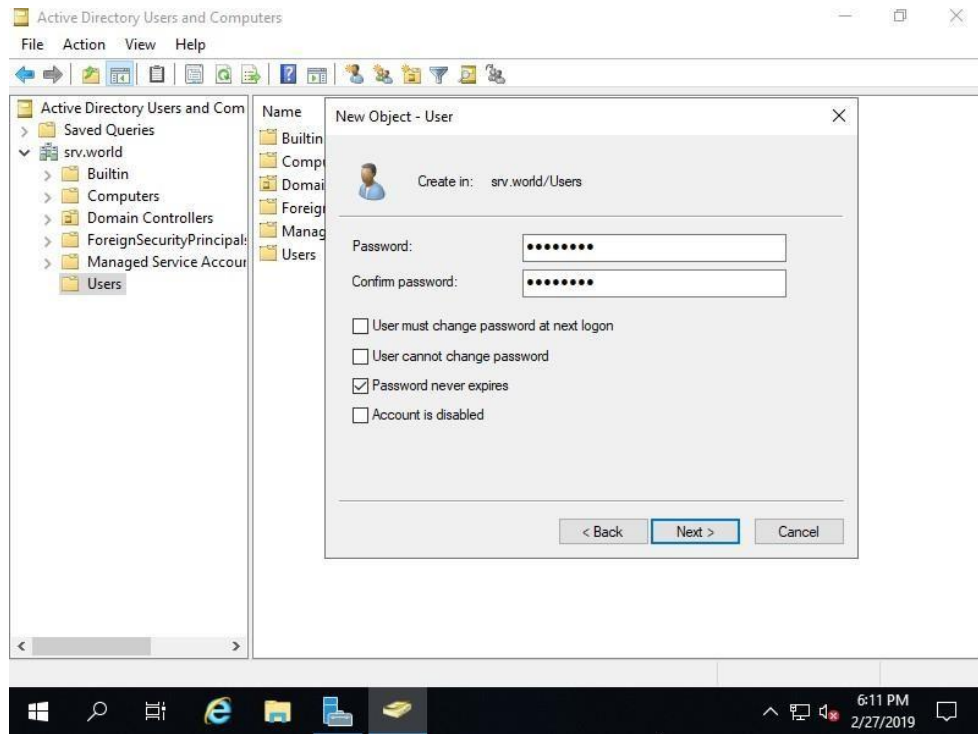 Active Directory Users and Computers
File Action View Help
Active Directory Users and Com
Name
Saved Queries
srv.world
Builtin
Computers
Domain Controllers
ForeignSecurityPrincipal
Managed Service Accour
Users
Builtin
Compu
Domai
Foreigr
Manag
Users
New Object - User
Create in: srv.world/Users
Password: ••••••••
Confirm password: ••••••••
User must change password at next logon
User cannot change password
Password never expires
Account is disabled
< Back Next > Cancel
6:11 PM
2/27/2019